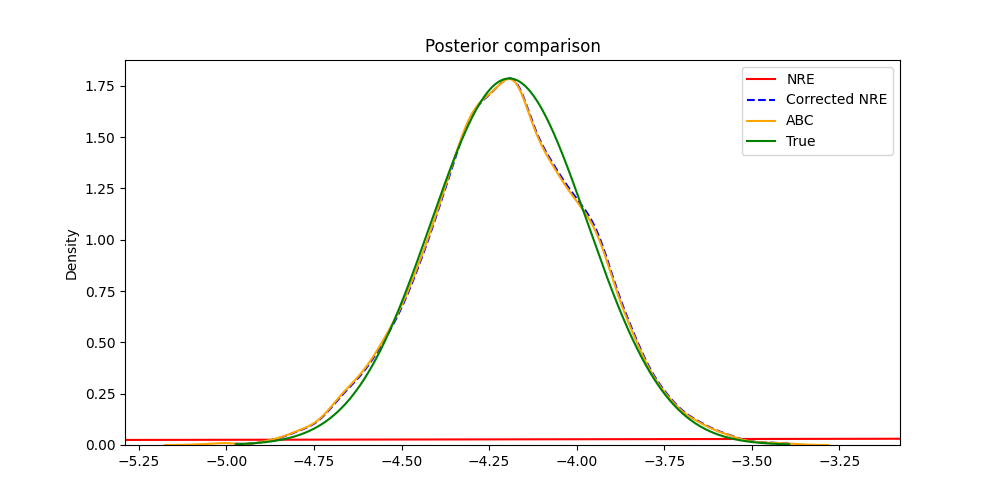 Posterior comparison
NRE
Corrected NRE
ABC
True
Density
1.75
1.50
1.25
1.00
0.75
0.50
0.25
0.00
−5.25 −5.00 −4.75 −4.50 −4.25 −4.00 −3.75 −3.50 −3.25